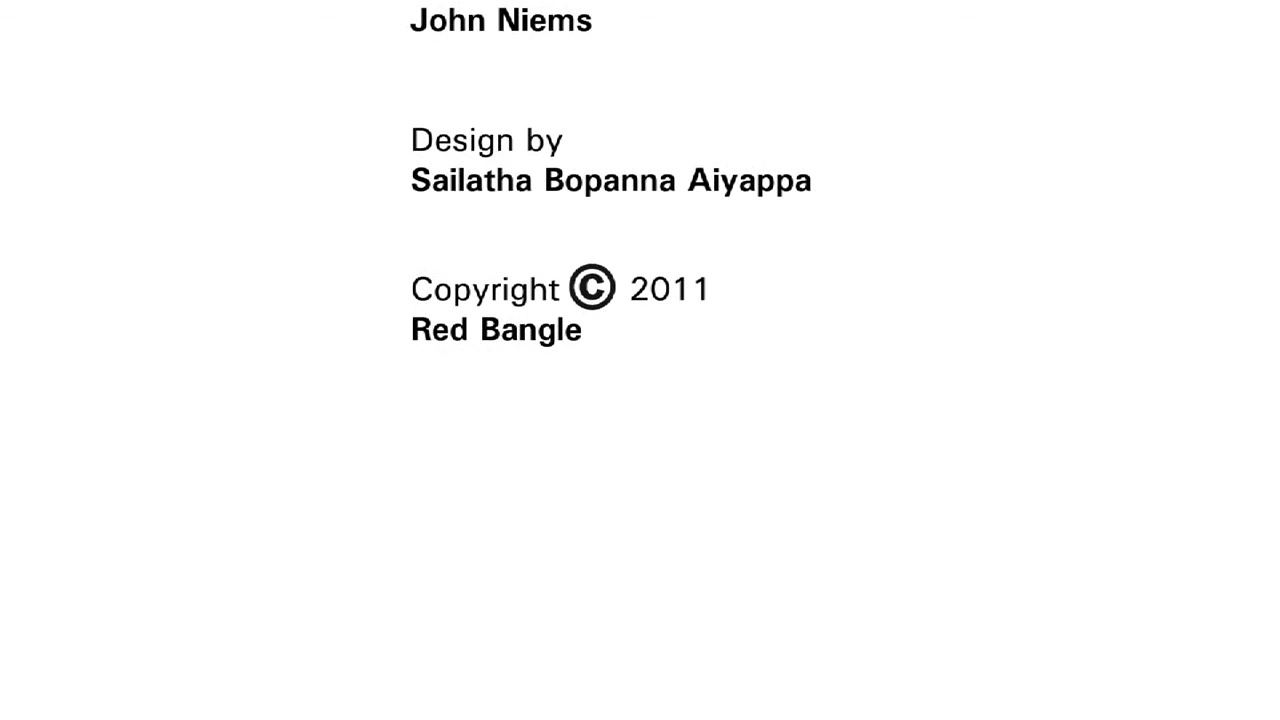 John Niems
Design by
Sailatha Bopanna Aiyappa
Copyright © 2011
Red Bangle